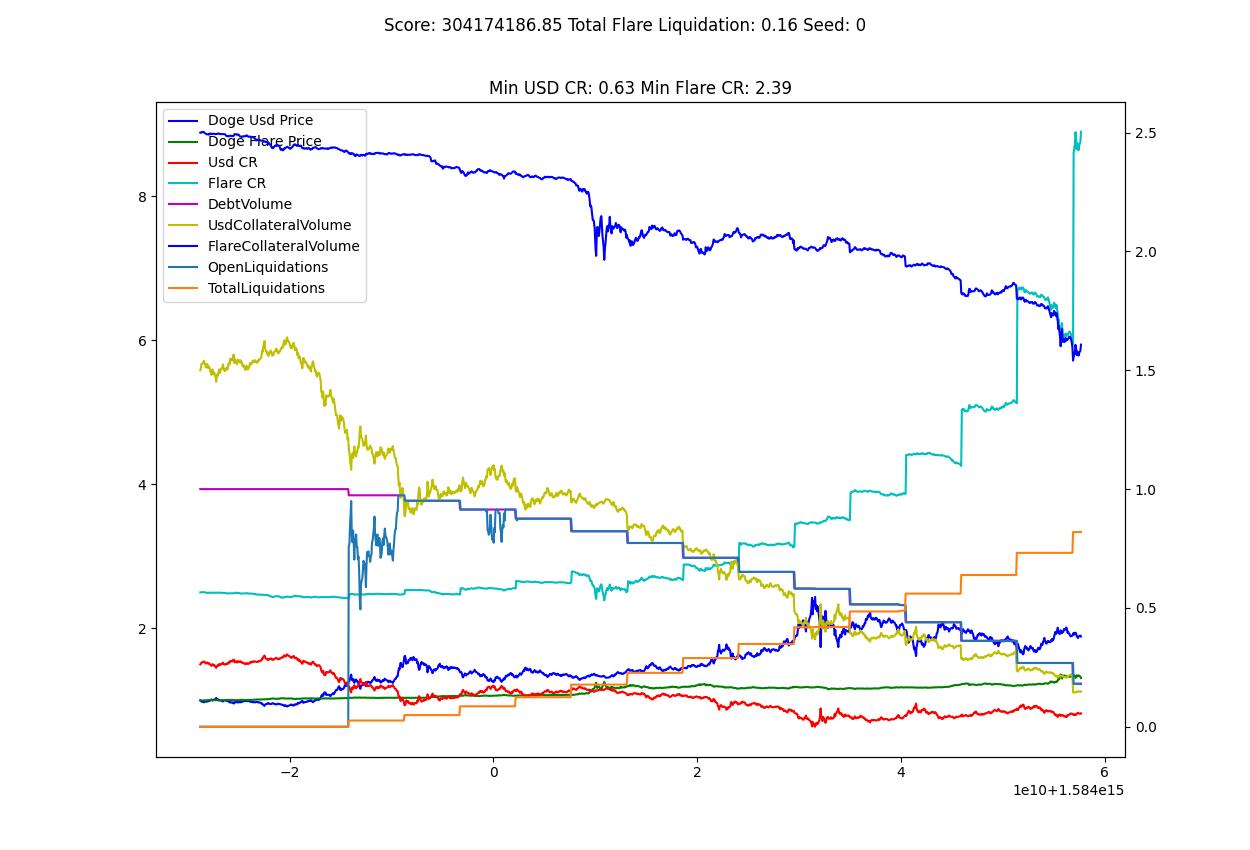 Score: 304174186.85 Total Flare Liquidation: 0.16 Seed: 0
Min USD CR: 0.63 Min Flare CR: 2.39
Doge Usd Price
Doge Flare Price
Usd CR
Flare CR
DebtVolume
UsdCollateralVolume
FlareCollateralVolume
OpenLiquidations
TotalLiquidations
8
6
4
2
2.5
2.0
1.5
1.0
0.5
0.0
−2 0 2 4 6
1e10+1.584e15